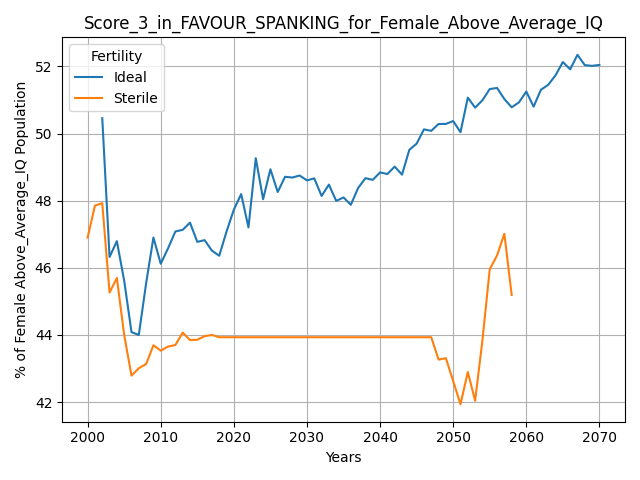 Score_3_in_FAVOUR_SPANKING_for_Female_Above_Average_IQ
Fertility
Ideal
Sterile
% of Female Above_Average_IQ Population
52
50
48
46
44
42
2000
2010
2020
2030
2040
2050
2060
2070
Years